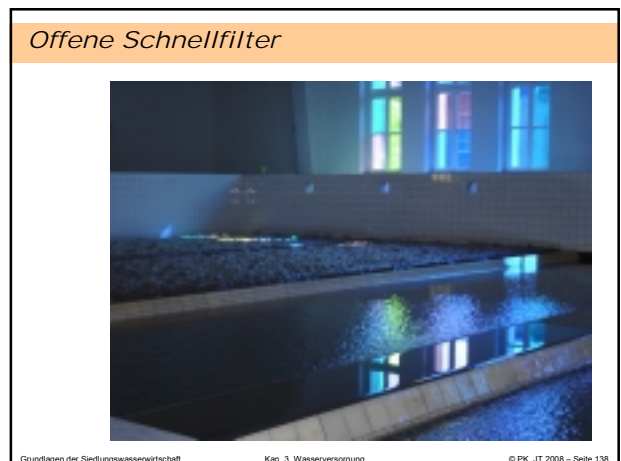 Offene Schnellfilter
Grundlagen der Siedlungswasserwirtschaft Kap. 3 Wasserversorgung © PK, JT 2008 – Seite 138